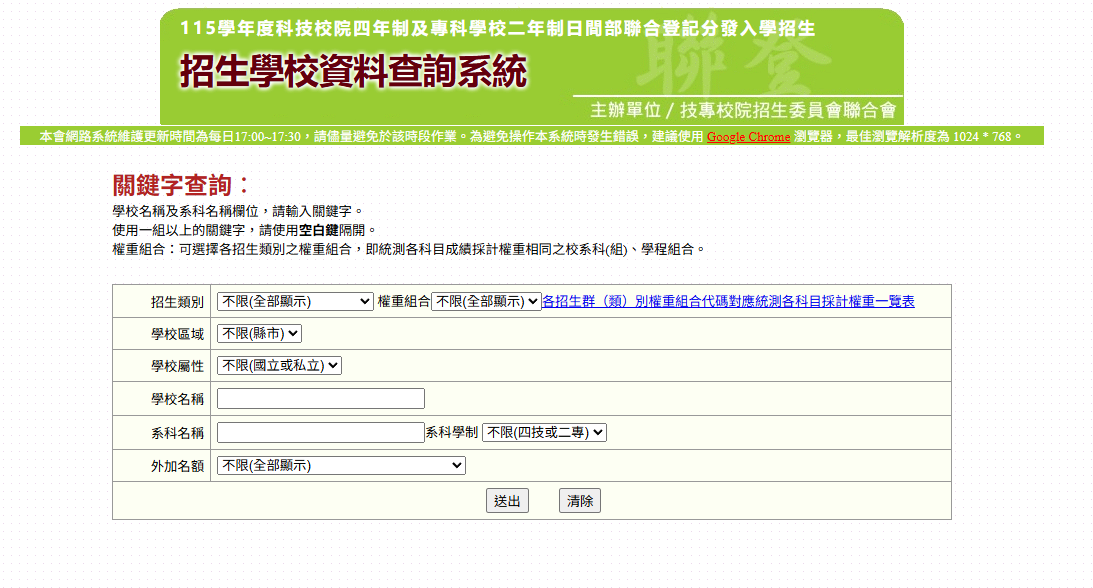 115學年度科技校院四年制及專科學校二年制日間部聯合登記分發入學招生
聯登
招生學校資料查詢系統
主辦單位 / 技專校院招生委員會聯合會
本會網路系統維護更新時間為每日17:00~17:30，請儘量避免於該時段作業。為避免操作本系統時發生錯誤，建議使用 Google Chrome 瀏覽器，最佳瀏覽解析度為 1024 * 768。
關鍵字查詢：
學校名稱及系科名稱欄位，請輸入關鍵字。
使用一組以上的關鍵字，請使用空白鍵隔開。
權重組合：可選擇各招生類別之權重組合，即統測各科目成績採計權重相同之校系科(組)、學程組合。
招生類別 不限(全部顯示) 權重組合 不限(全部顯示) 各招生群（類）別權重組合代碼對應統測各科目採計權重一覽表
學校區域 不限(縣市)
學校屬性 不限(國立或私立)
學校名稱
系科名稱 系科學制 不限(四技或二專)
外加名額 不限(全部顯示)
送出 清除